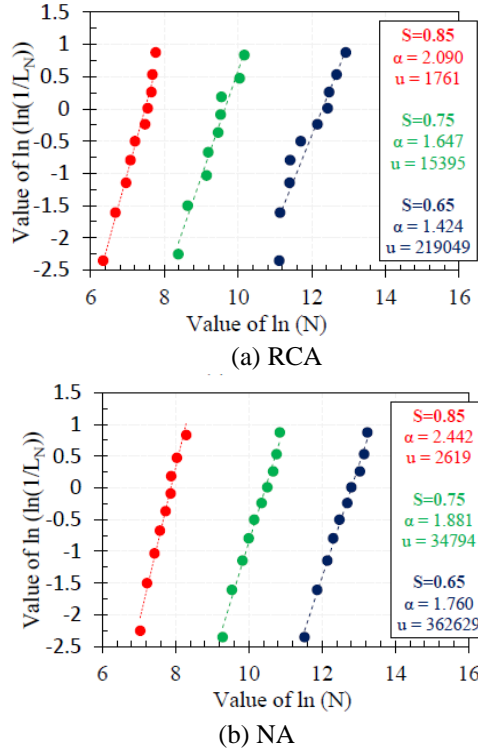 Value of ln (ln(1/L_N))
1.5
1
0.5
0
-0.5
-1
-1.5
-2
-2.5
6 8 10 12 14 16
Value of ln (N)
S=0.85
α = 2.090
u = 1761
S=0.75
α = 1.647
u = 15395
S=0.65
α = 1.424
u = 219049
(a) RCA
Value of ln (ln(1/L_N))
1.5
1
0.5
0
-0.5
-1
-1.5
-2
-2.5
6 8 10 12 14 16
Value of ln (N)
S=0.85
α = 2.442
u = 2619
S=0.75
α = 1.881
u = 34794
S=0.65
α = 1.760
u = 362629
(b) NA